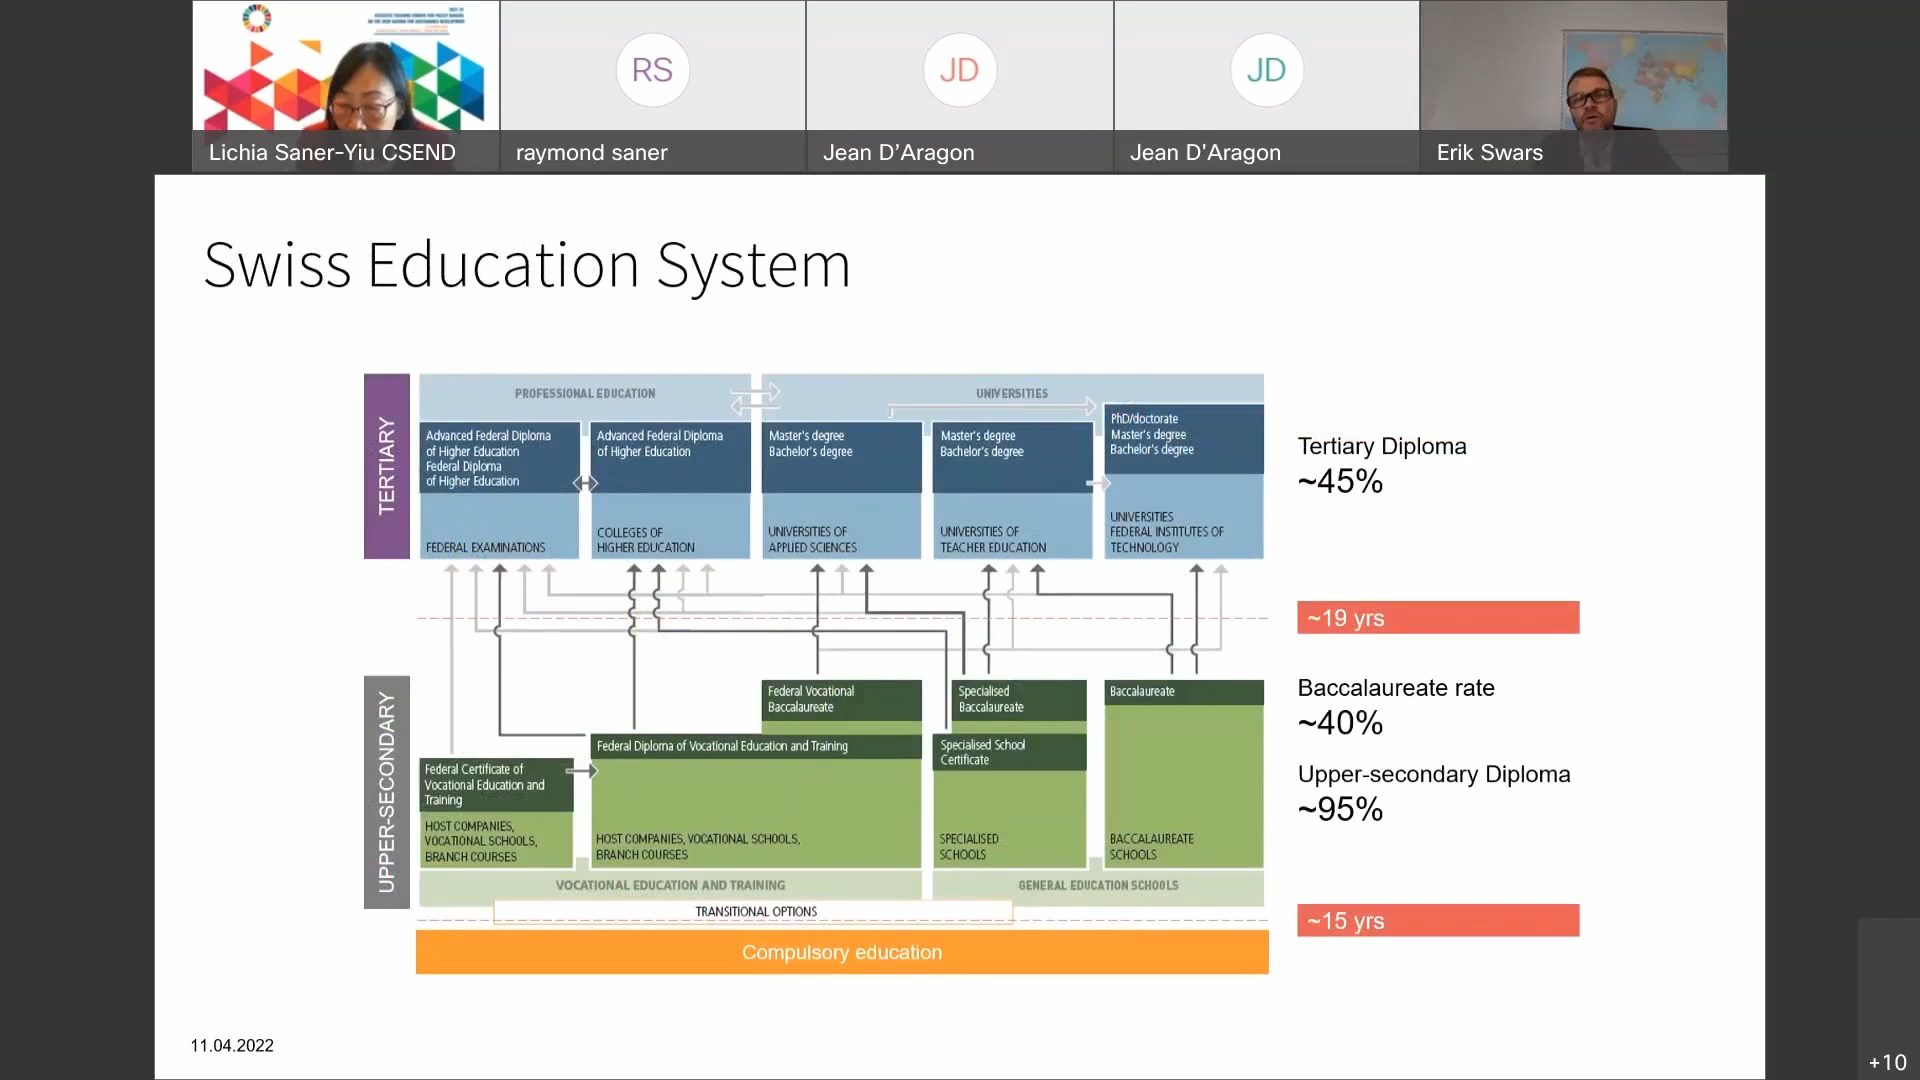 RS
JD
JD
Lichia Saner-Yiu CSEND
raymond saner
Jean D’Aragon
Jean D'Aragon
Erik Swars
Swiss Education System
TERTIARY
PROFESSIONAL EDUCATION
UNIVERSITIES
Advanced Federal Diploma
of Higher Education
Federal Diploma
of Higher Education
FEDERAL EXAMINATIONS
Advanced Federal Diploma
of Higher Education
COLLEGES OF
HIGHER EDUCATION
Master's degree
Bachelor's degree
UNIVERSITIES OF
APPLIED SCIENCES
Master's degree
Bachelor's degree
UNIVERSITIES OF
TEACHER EDUCATION
PhD/doctorate
Master's degree
Bachelor's degree
UNIVERSITIES
FEDERAL INSTITUTES OF
TECHNOLOGY
Tertiary Diploma
~45%
~19 yrs
UPPER-SECONDARY
Federal Certificate of
Vocational Education and
Training
HOST COMPANIES,
VOCATIONAL SCHOOLS,
BRANCH COURSES
Federal Vocational
Baccalaureate
Federal Diploma of Vocational Education and Training
HOST COMPANIES, VOCATIONAL SCHOOLS,
BRANCH COURSES
Specialised
Baccalaureate
Specialised School
Certificate
SPECIALISED
SCHOOLS
Baccalaureate
BACCALAUREATE
SCHOOLS
Baccalaureate rate
~40%
Upper-secondary Diploma
~95%
VOCATIONAL EDUCATION AND TRAINING
GENERAL EDUCATION SCHOOLS
TRANSITIONAL OPTIONS
~15 yrs
Compulsory education
11.04.2022
+10